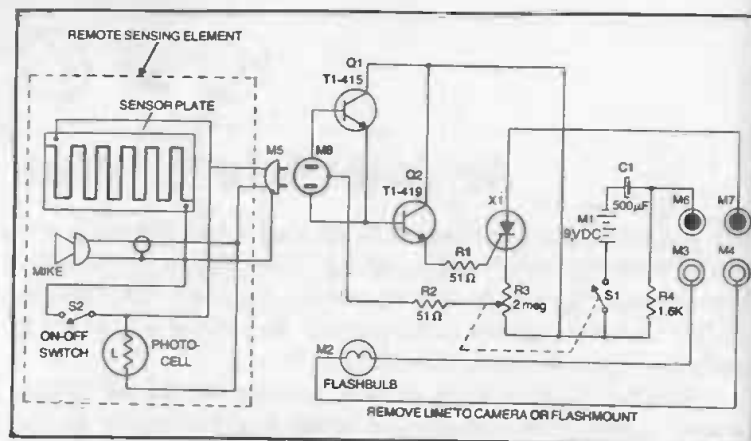 REMOTE SENSING ELEMENT
SENSOR PLATE
MIKE
S2
ON-OFF
SWITCH
L
PHOTO-
CELL
M5
M8
Q1
T1-415
Q2
T1-419
R1
51Ω
R2
51Ω
X1
R3
2 meg
M1
9VDC
C1
500µF
S1
R4
1.6K
M6
M7
M3
M4
M2
FLASHBULB
REMOVE LINE TO CAMERA OR FLASHMOUNT